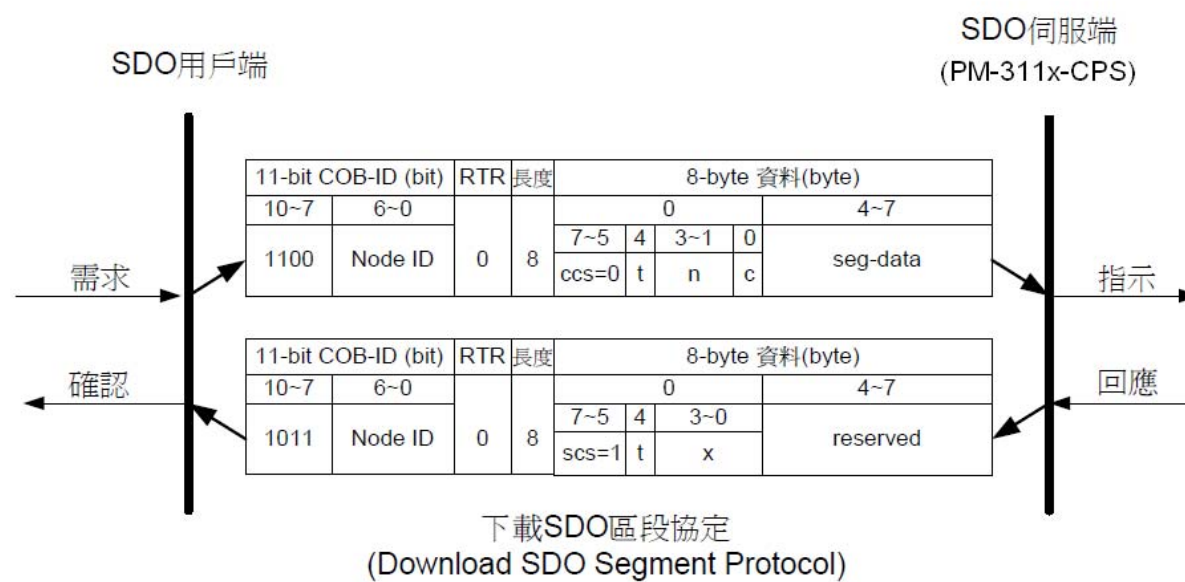 SDO用戶端
SDO伺服端
(PM-311x-CPS)
11-bit COB-ID (bit) RTR 長度 8-byte 資料(byte)
10~7 6~0 0 4~7
7~5 4 3~1 0
1100 Node ID 0 8 ccs=0 t n c seg-data
需求
指示
11-bit COB-ID (bit) RTR 長度 8-byte 資料(byte)
10~7 6~0 0 4~7
7~5 4 3~0
1011 Node ID 0 8 scs=1 t x reserved
確認
回應
下載SDO區段協定
(Download SDO Segment Protocol)